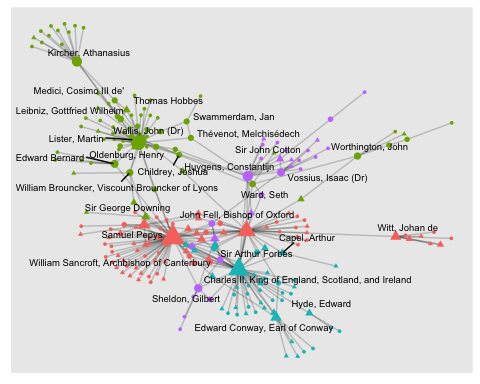 Kircher, Athanasius
Medici, Cosimo III de'
Thomas Hobbes
Leibniz, Gottfried Wilhelm
Swammerdam, Jan
Wallis, John (Dr)
Lister, Martin
Thévenot, Melchisédech
Sir John Cotton
Worthington, John
Edward Bernard
Oldenburg, Henry
Huygens, Constantin
Childrey, Joshua
Vossius, Isaac (Dr)
William Brouncker, Viscount Brouncker of Lyons
Ward, Seth
Sir George Downing
John Fell, Bishop of Oxford
Witt, Johan de
Samuel Pepys
Capel, Arthur
Sir Arthur Forbes
William Sancroft, Archbishop of Canterbury
Charles II, King of England, Scotland, and Ireland
Sheldon, Gilbert
Hyde, Edward
Edward Conway, Earl of Conway